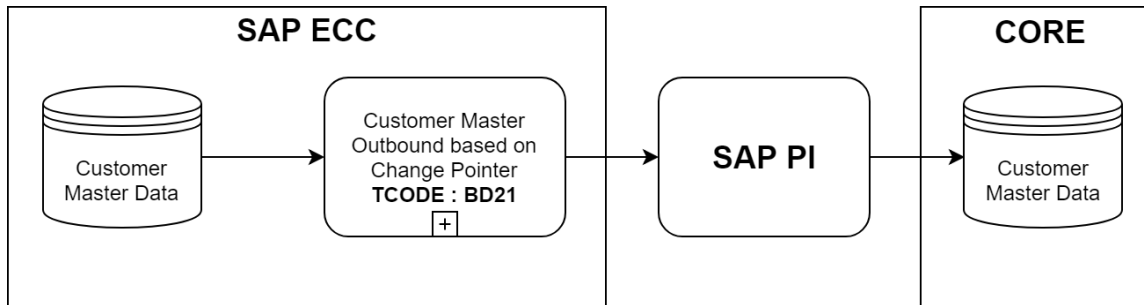 SAP ECC
Customer
Master Data
Customer Master
Outbound based on
Change Pointer
TCODE : BD21
+
SAP PI
CORE
Customer
Master Data